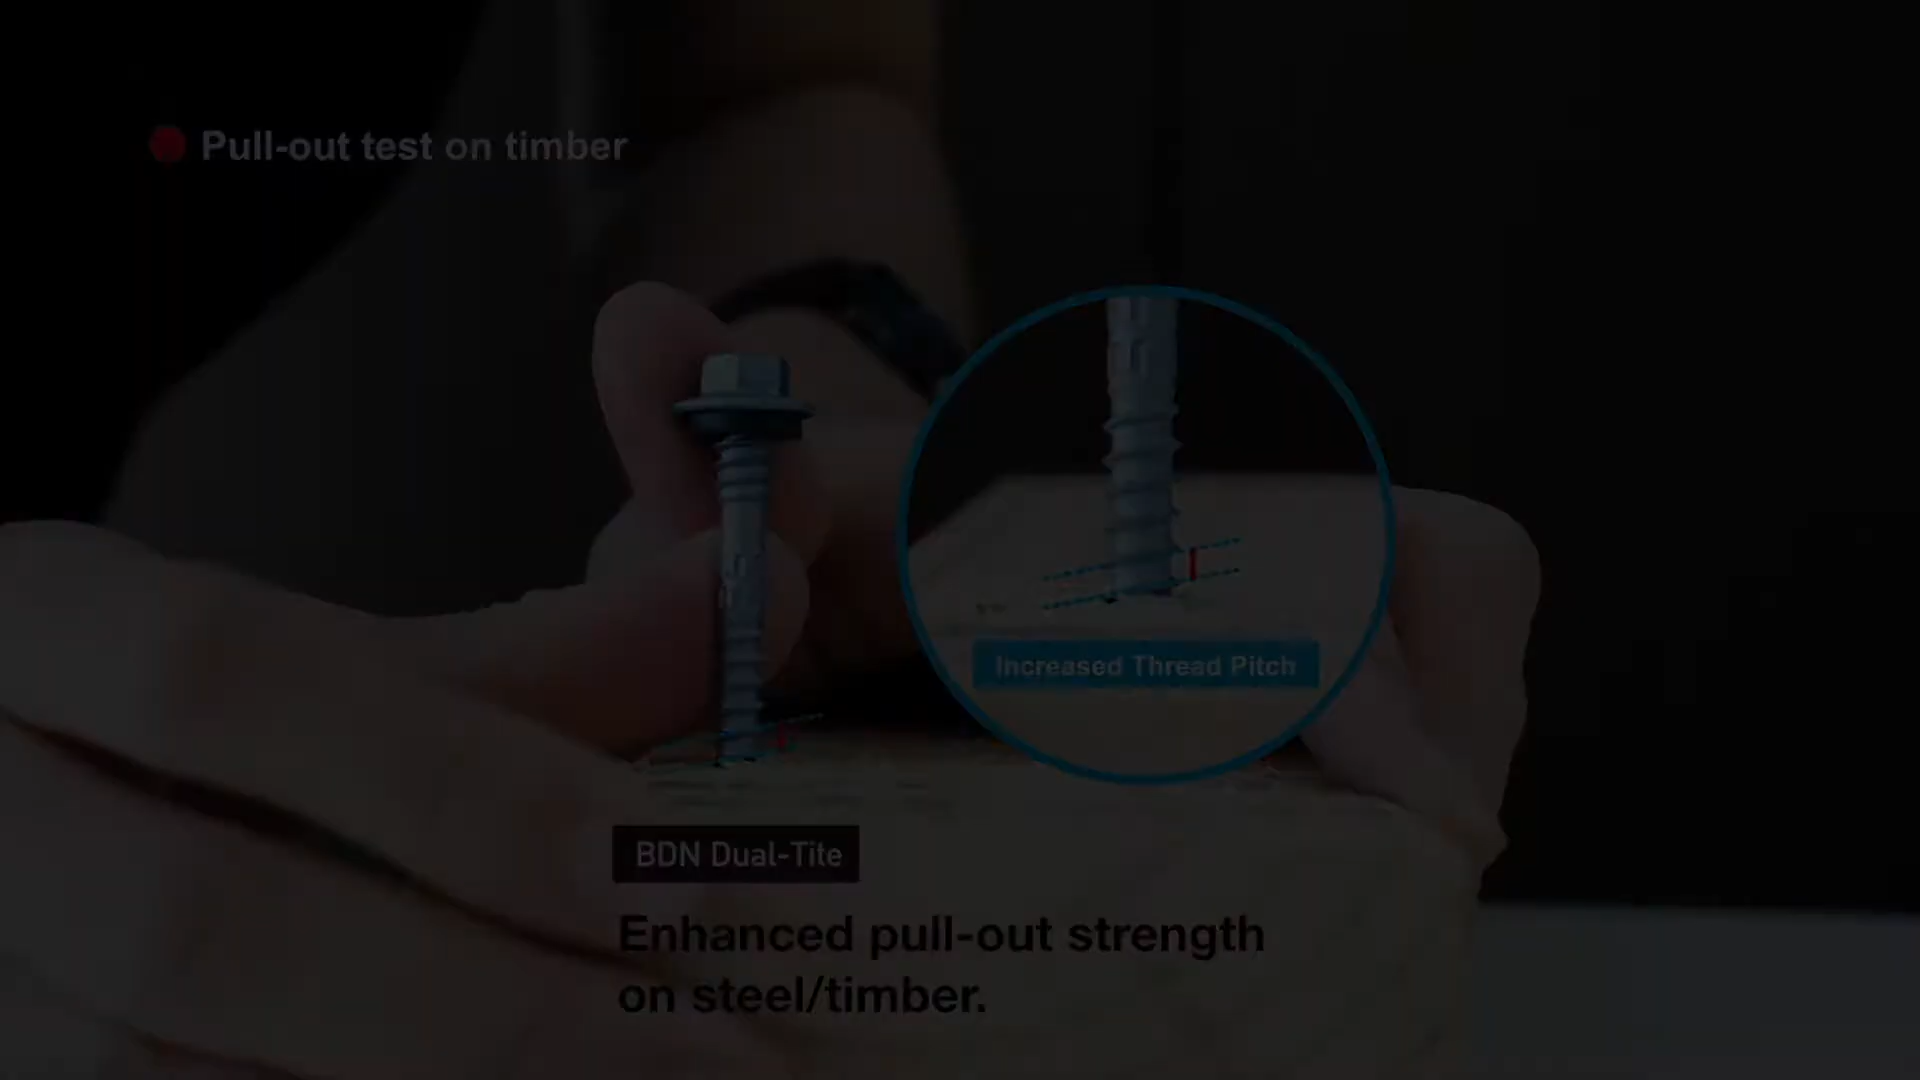 Pull-out test on timber
Increased Thread Pitch
BDN Dual-Tite
Enhanced pull-out strength
on steel/timber.